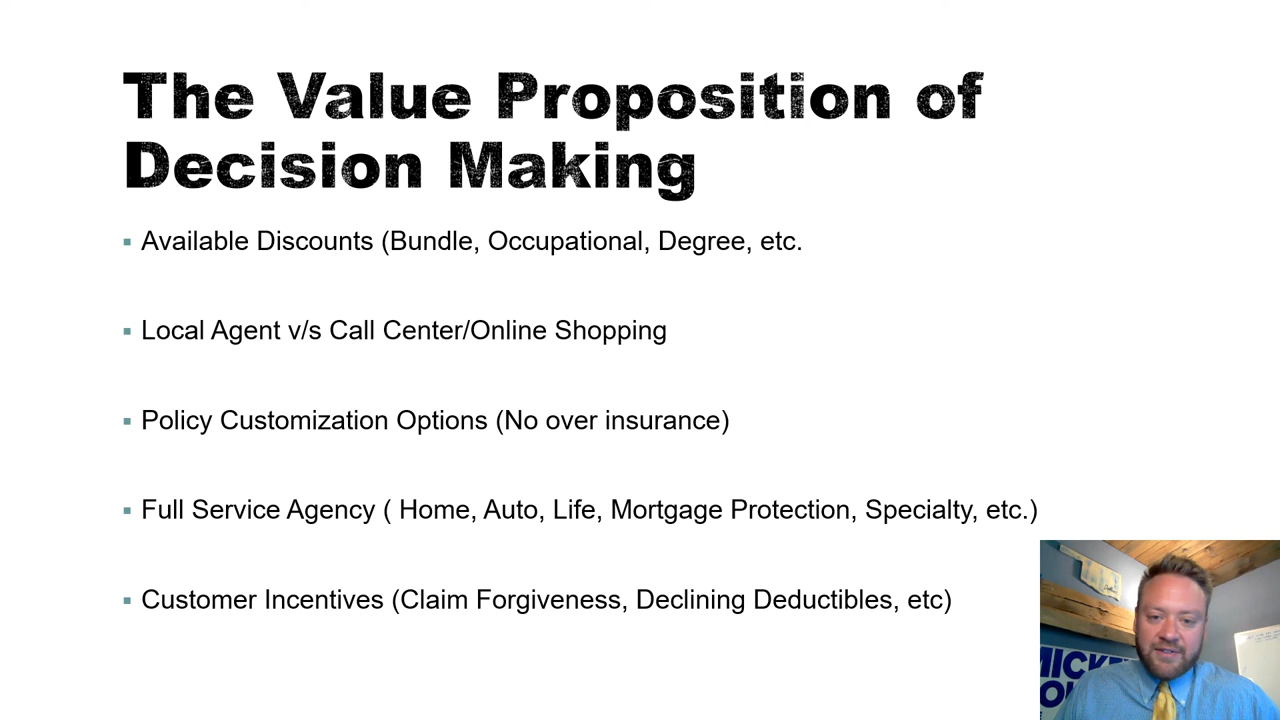 The Value Proposition of
Decision Making
Available Discounts (Bundle, Occupational, Degree, etc.
Local Agent v/s Call Center/Online Shopping
Policy Customization Options (No over insurance)
Full Service Agency ( Home, Auto, Life, Mortgage Protection, Specialty, etc.)
Customer Incentives (Claim Forgiveness, Declining Deductibles, etc)